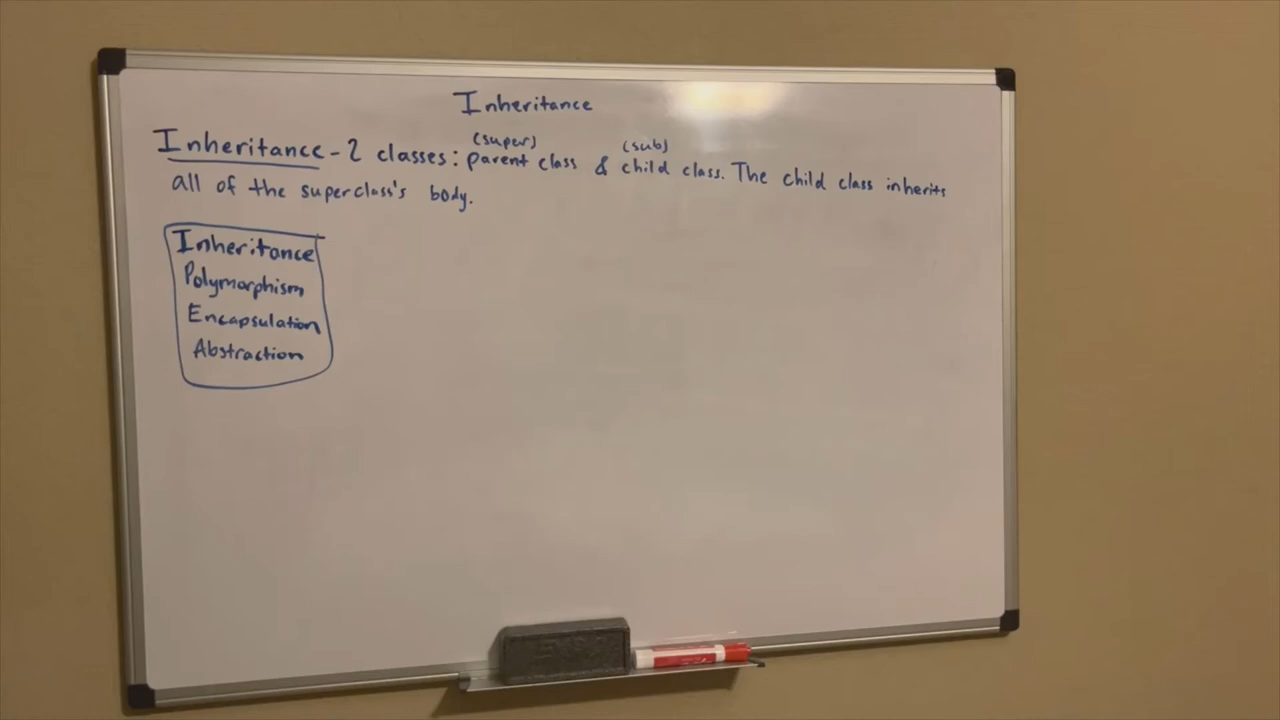 Inheritance
(super) (sub)
Inheritance - 2 classes: parent class & child class. The child class inherits
all of the superclass's body.
Inheritance
Polymorphism
Encapsulation
Abstraction